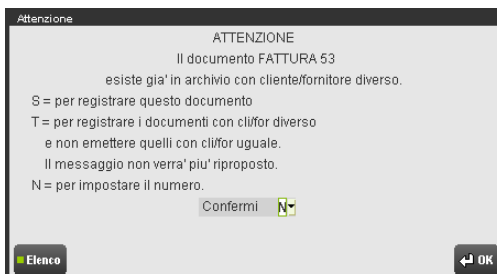 Attenzione
ATTENZIONE
Il documento FATTURA 53
esiste gia' in archivio con cliente/fornitore diverso.
S = per registrare questo documento
T = per registrare i documenti con cli/for diverso
e non emettere quelli con cli/for uguale.
Il messaggio non verra' piu' riproposto.
N = per impostare il numero.
Confermi N
Elenco OK